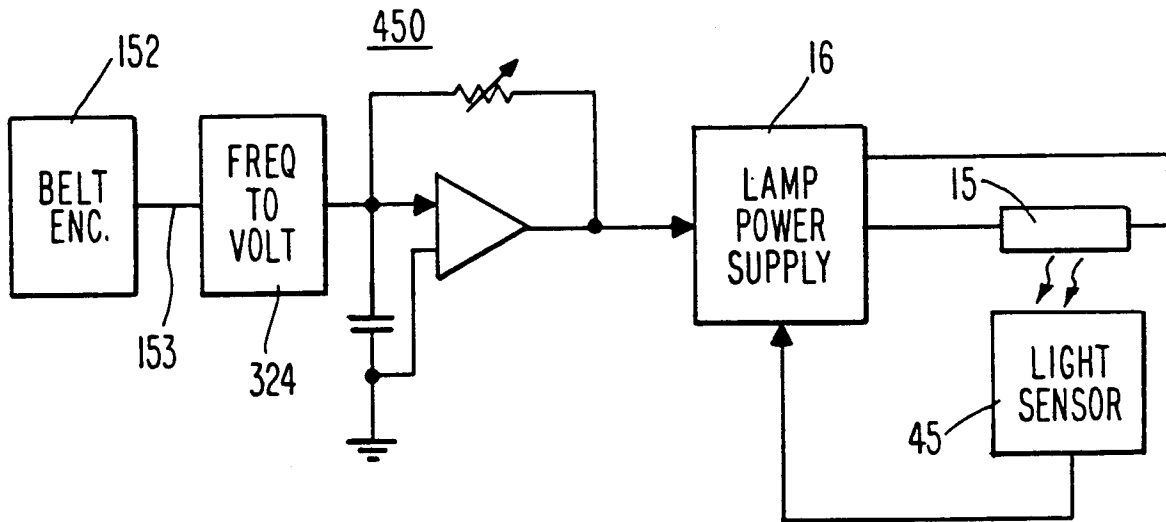 450
152
16
BELT
ENC.
FREQ
TO
VOLT
LAMP
POWER
SUPPLY
15
153
324
LIGHT
SENSOR
45